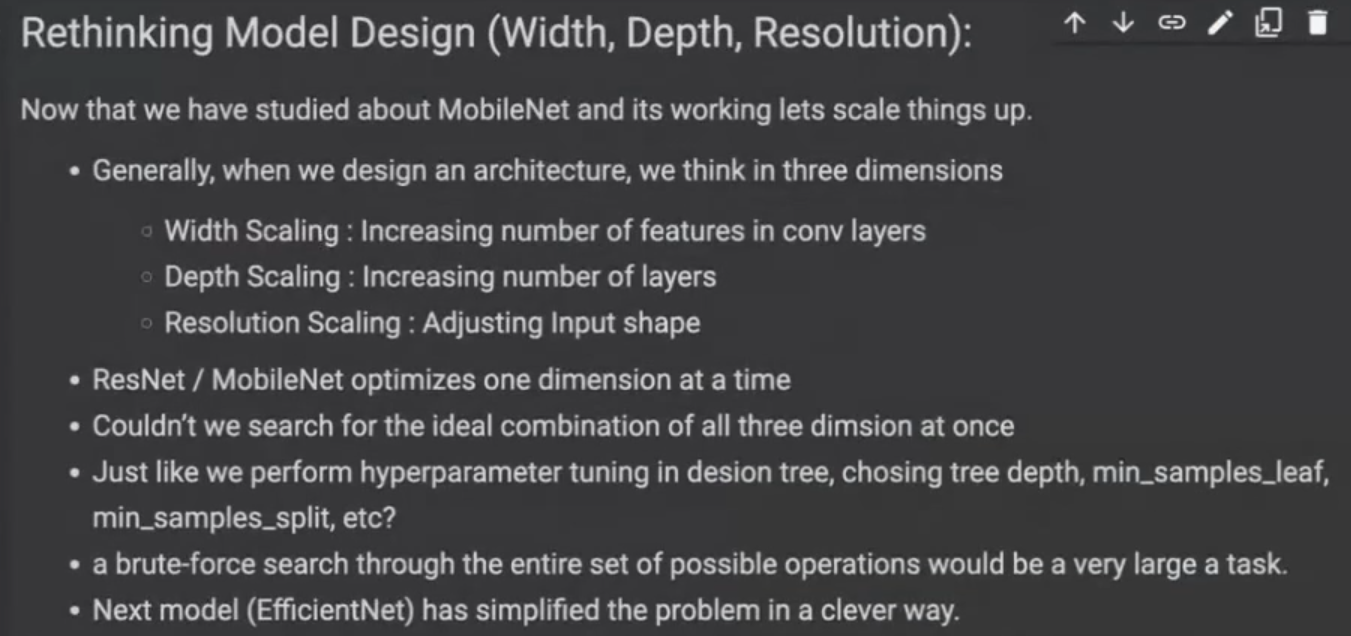 Rethinking Model Design (Width, Depth, Resolution):
Now that we have studied about MobileNet and its working lets scale things up.
• Generally, when we design an architecture, we think in three dimensions
◦ Width Scaling : Increasing number of features in conv layers
◦ Depth Scaling : Increasing number of layers
◦ Resolution Scaling : Adjusting Input shape
• ResNet / MobileNet optimizes one dimension at a time
• Couldn’t we search for the ideal combination of all three dimsion at once
• Just like we perform hyperparameter tuning in desion tree, chosing tree depth, min_samples_leaf,
min_samples_split, etc?
• a brute-force search through the entire set of possible operations would be a very large a task.
• Next model (EfficientNet) has simplified the problem in a clever way.